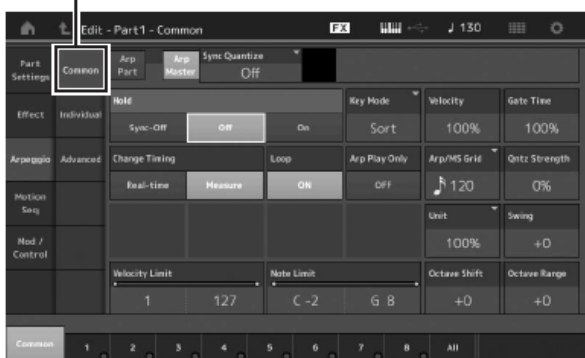 Edit - Part1 - Common
FX
130
Part Settings
Common
Arp Part
Arp Master
Sync Quantize
Off
Effect
Individual
Hold
Sync-Off
Off
On
Key Mode
Sort
Velocity
100%
Gate Time
100%
Arpeggio
Advanced
Change Timing
Real-time
Measure
Loop
ON
Arp Play Only
OFF
Arp/MS Grid
120
Qntz Strength
0%
Motion Seq
Unit
100%
Swing
+0
Mod / Control
Velocity Limit
1
127
Note Limit
C -2
G 8
Octave Shift
+0
Octave Range
+0
Common
1
2
3
4
5
6
7
8
All